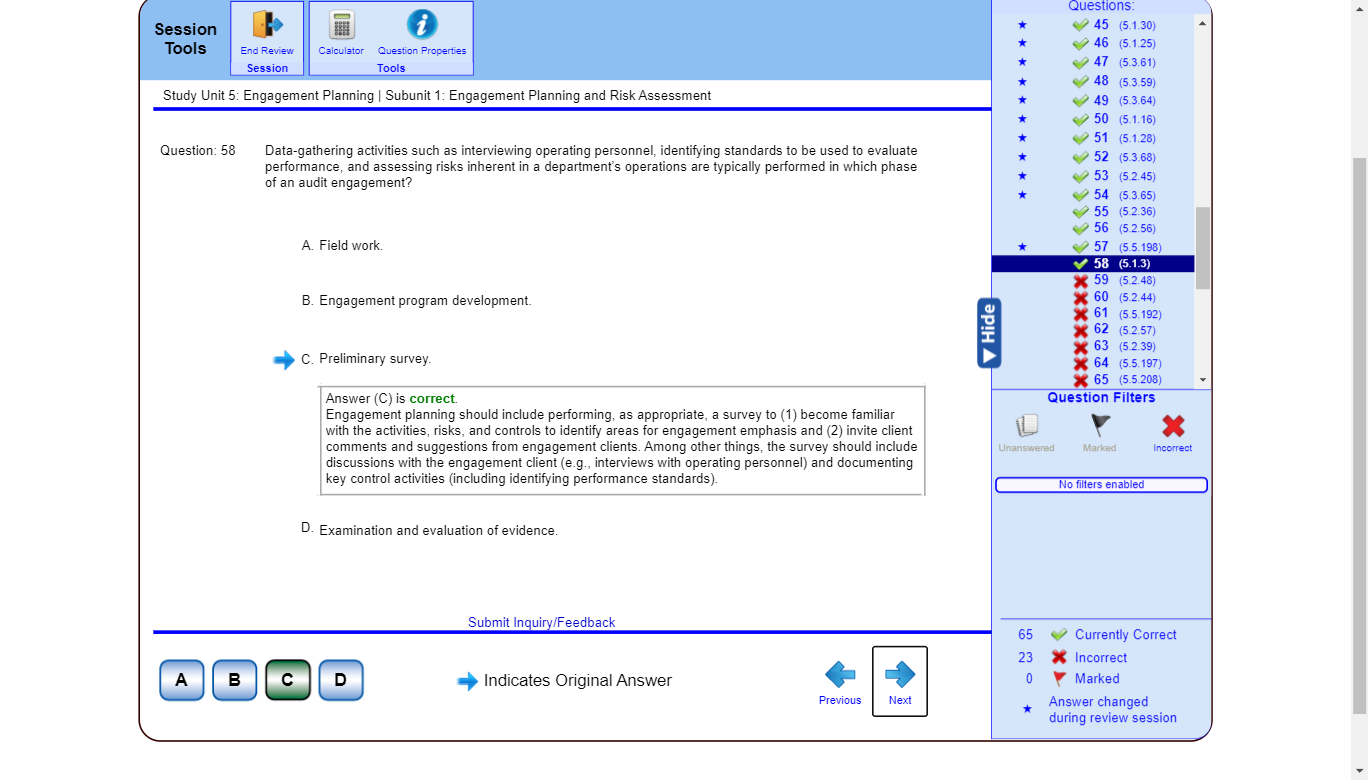 Session
Tools
End Review
Session
Calculator
Question Properties
Tools
Study Unit 5: Engagement Planning | Subunit 1: Engagement Planning and Risk Assessment
Question: 58
Data-gathering activities such as interviewing operating personnel, identifying standards to be used to evaluate
performance, and assessing risks inherent in a department's operations are typically performed in which phase
of an audit engagement?
A. Field work.
B. Engagement program development.
C. Preliminary survey.
Answer (C) is correct.
Engagement planning should include performing, as appropriate, a survey to (1) become familiar
with the activities, risks, and controls to identify areas for engagement emphasis and (2) invite client
comments and suggestions from engagement clients. Among other things, the survey should include
discussions with the engagement client (e.g., interviews with operating personnel) and documenting
key control activities (including identifying performance standards).
D. Examination and evaluation of evidence.
Submit Inquiry/Feedback
A B C D
Indicates Original Answer
Previous
Next
Questions:
45 (5.1.30)
46 (5.1.25)
47 (5.3.61)
48 (5.3.59)
49 (5.3.64)
50 (5.1.16)
51 (5.1.28)
52 (5.3.68)
53 (5.2.45)
54 (5.3.65)
55 (5.2.36)
56 (5.2.56)
57 (5.5.198)
58 (5.1.3)
59 (5.2.48)
60 (5.2.44)
61 (5.5.192)
62 (5.2.57)
63 (5.2.39)
64 (5.5.197)
65 (5.5.208)
Hide
Question Filters
Unanswered
Marked
Incorrect
No filters enabled
65 Currently Correct
23 Incorrect
0 Marked
Answer changed
during review session